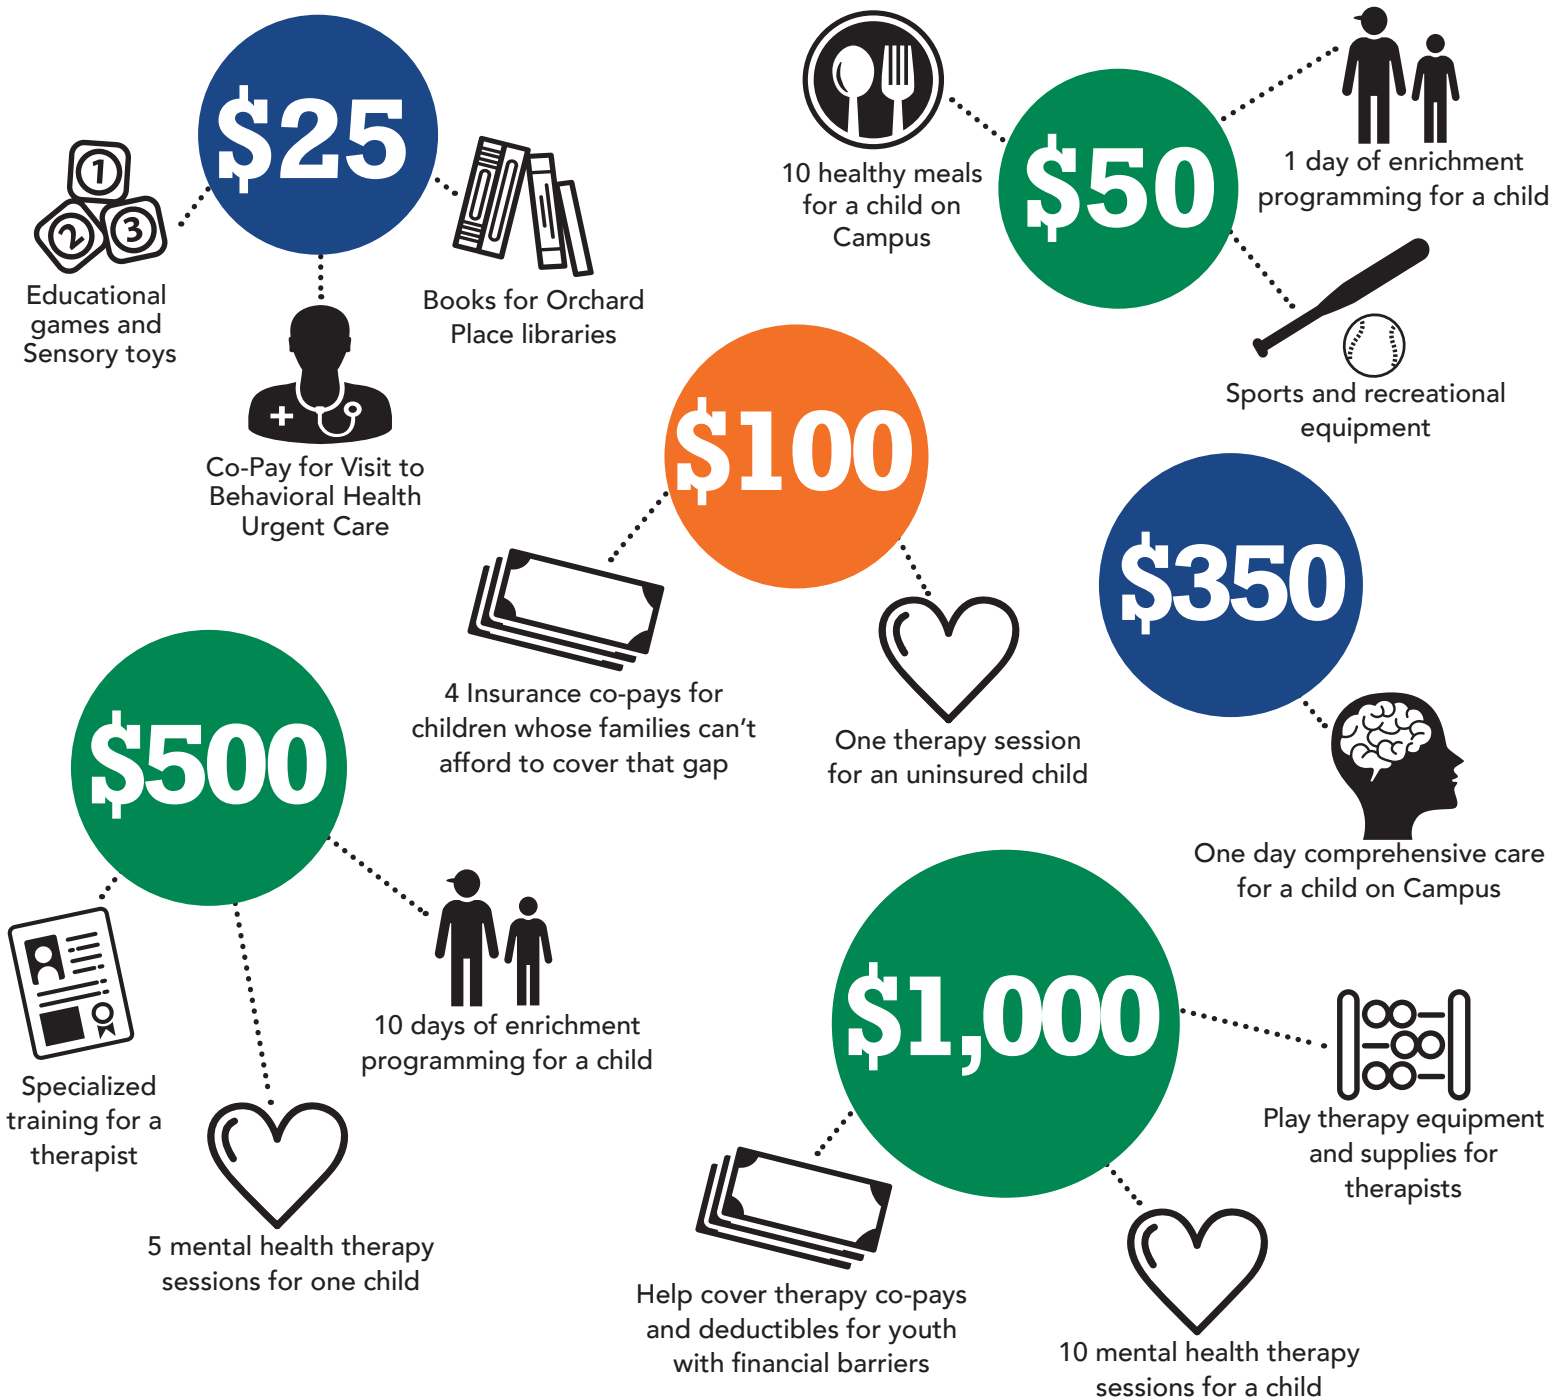 $25
1
2
3
Educational
games and
Sensory toys
Co-Pay for Visit to
Behavioral Health
Urgent Care
Books for Orchard
Place libraries
$50
10 healthy meals
for a child on
Campus
1 day of enrichment
programming for a child
Sports and recreational
equipment
$100
4 Insurance co-pays for
children whose families can’t
afford to cover that gap
One therapy session
for an uninsured child
$350
One day comprehensive care
for a child on Campus
$500
Specialized
training for a
therapist
5 mental health therapy
sessions for one child
10 days of enrichment
programming for a child
$1,000
Help cover therapy co-pays
and deductibles for youth
with financial barriers
10 mental health therapy
sessions for a child
Play therapy equipment
and supplies for
therapists